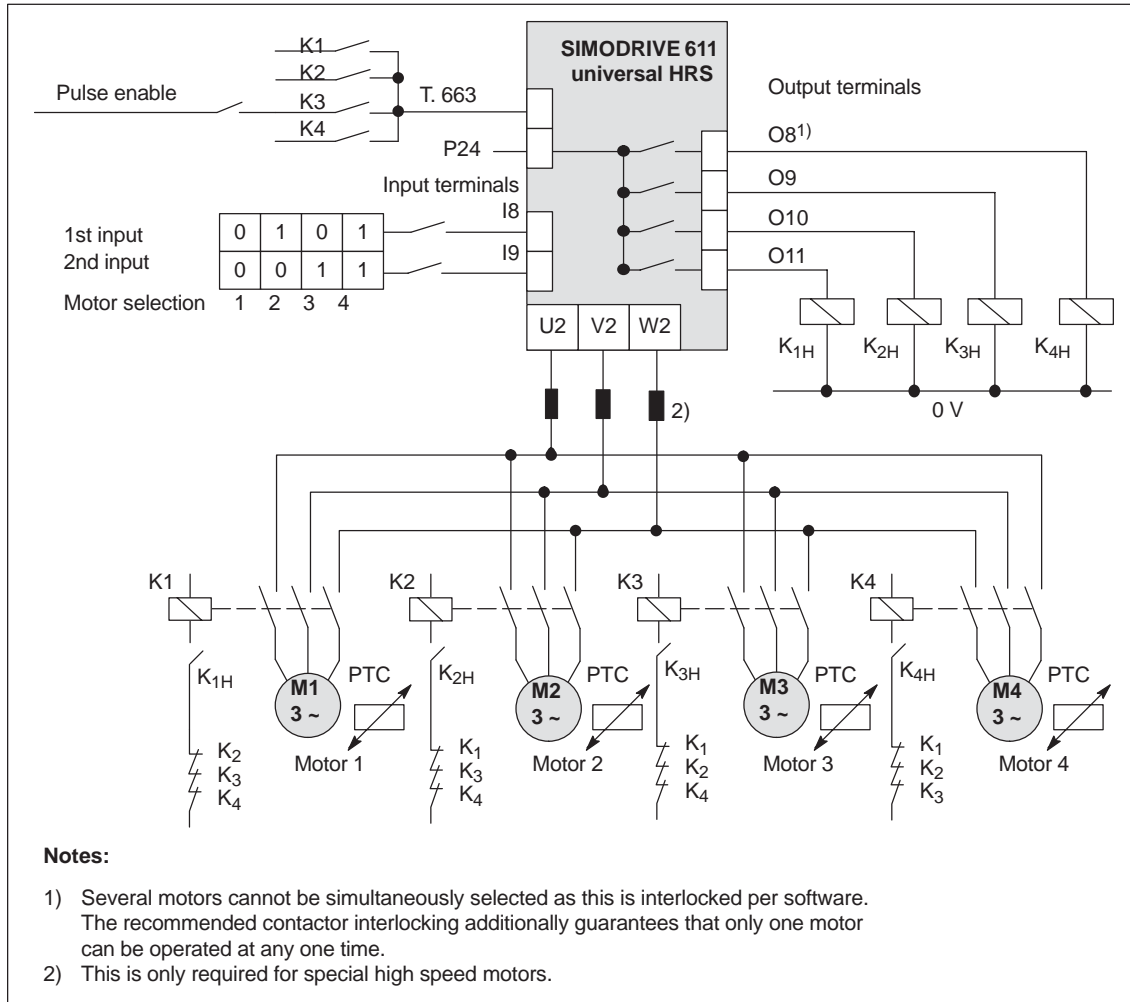 SIMODRIVE 611
universal HRS
K1
K2
Pulse enable
K3
K4
T. 663
P24
Output terminals
O8 1)
O9
O10
O11
Input terminals
I8
I9
1st input
0 1 0 1
2nd input
0 0 1 1
Motor selection 1 2 3 4
U2 V2 W2
K1H K2H K3H K4H
0 V
2)
K1 K2 K3 K4
K1H K2H K3H K4H
M1
3 ~
PTC
Motor 1
M2
3 ~
PTC
Motor 2
M3
3 ~
PTC
Motor 3
M4
3 ~
PTC
Motor 4
K2
K3
K4
K1
K3
K4
K1
K2
K4
K1
K2
K3
Notes:
1) Several motors cannot be simultaneously selected as this is interlocked per software.
The recommended contactor interlocking additionally guarantees that only one motor
can be operated at any one time.
2) This is only required for special high speed motors.